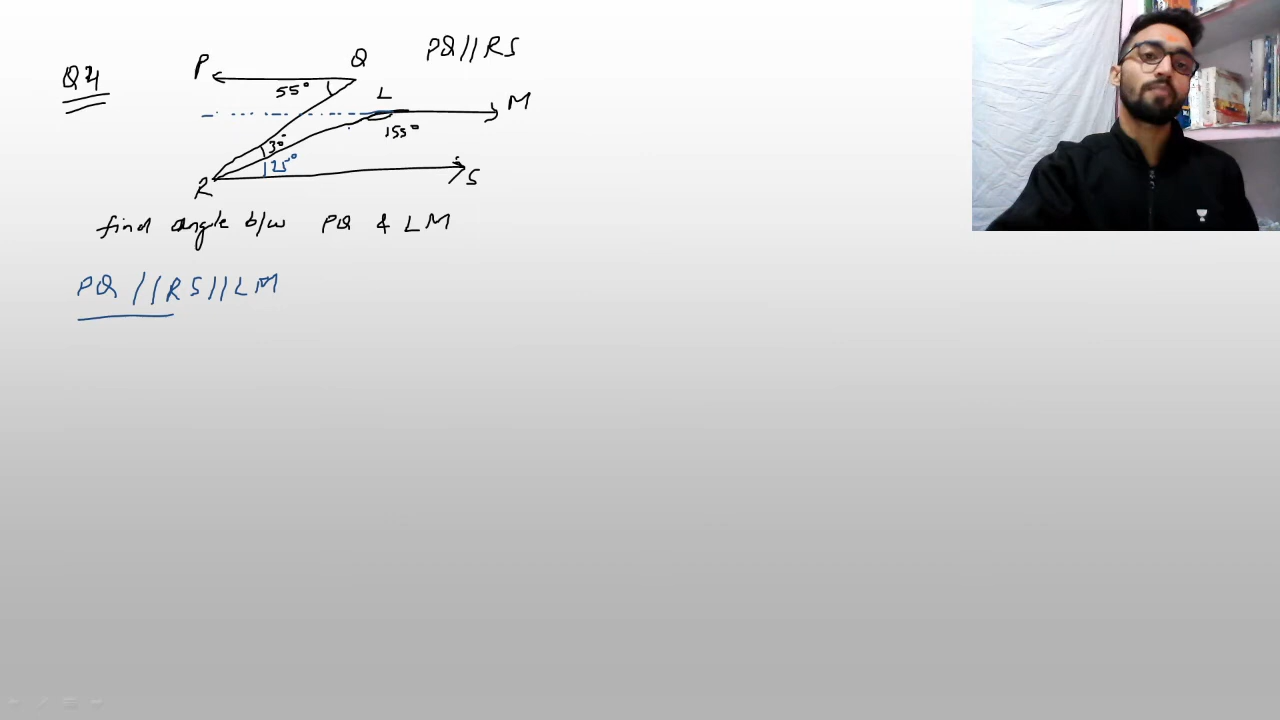 Q4
P Q PQ//RS
55°
L M
155°
30°
25°
R S
find angle b/w PQ & LM
PQ//RS//LM